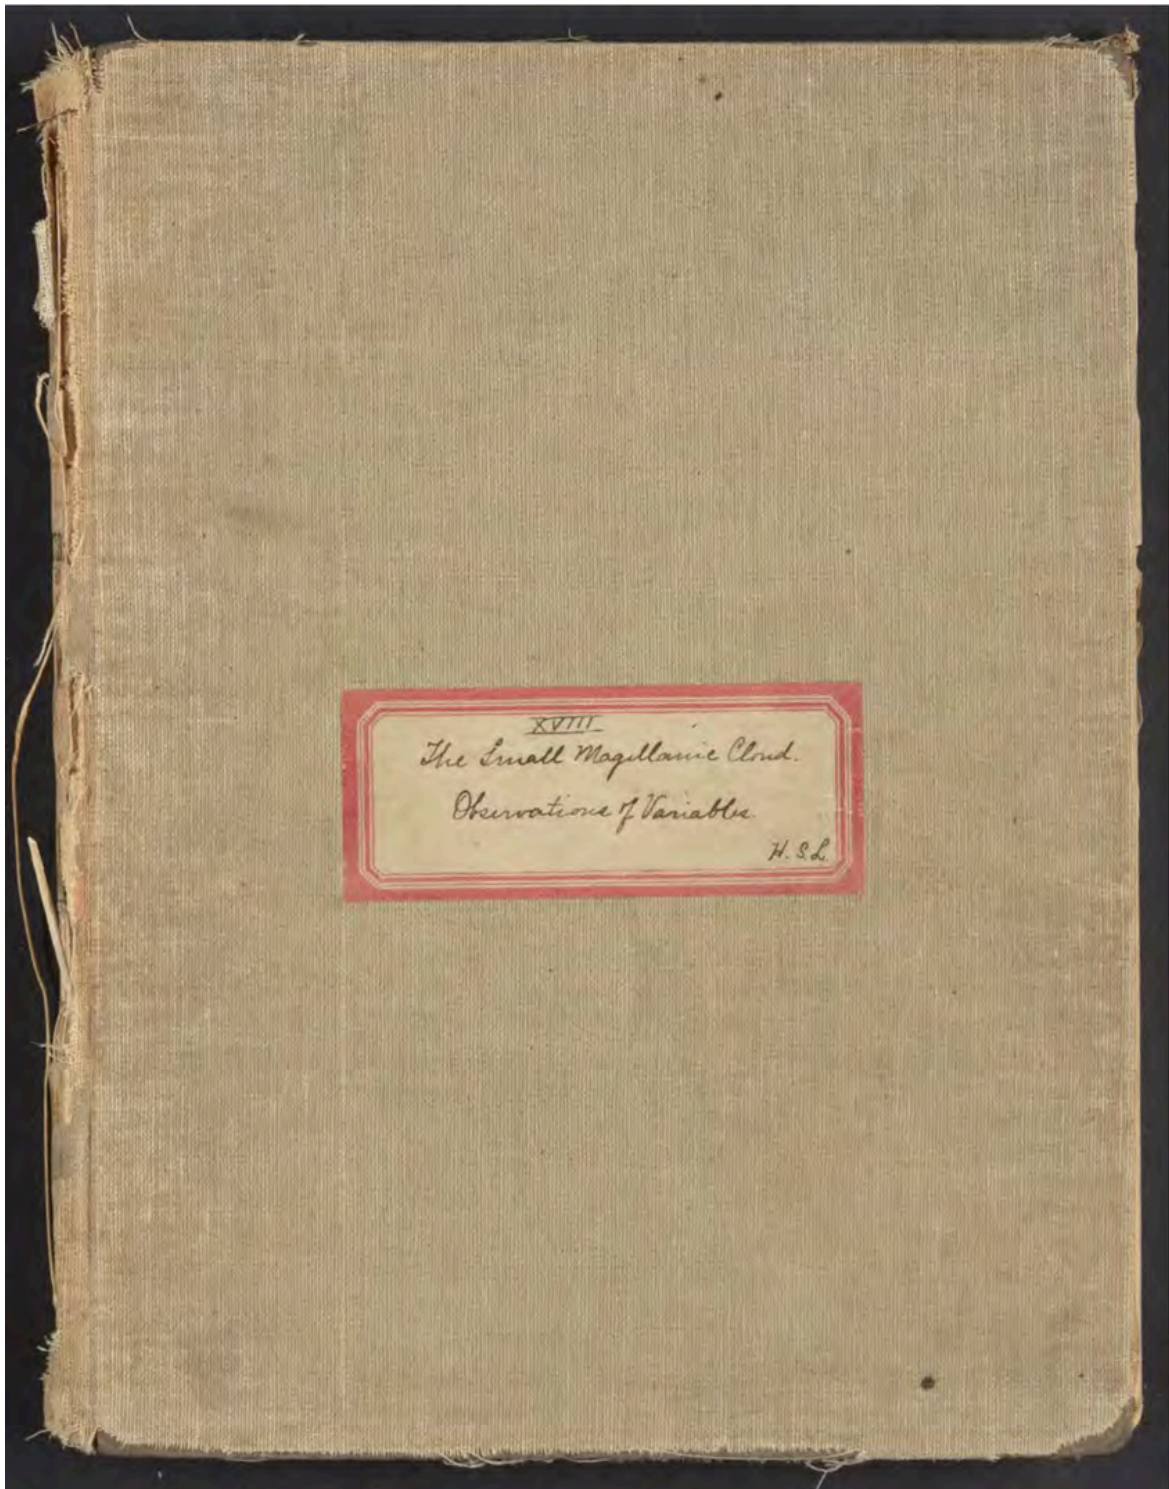 XVIII
The Small Magellanic Cloud.
Observations of Variables.
H.S.L.